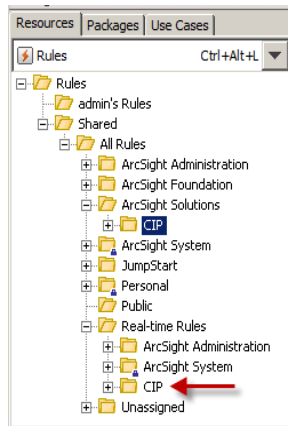 Resources Packages Use Cases
Rules Ctrl+Alt+L
Rules
admin's Rules
Shared
All Rules
ArcSight Administration
ArcSight Foundation
ArcSight Solutions
CIP
ArcSight System
JumpStart
Personal
Public
Real-time Rules
ArcSight Administration
ArcSight System
CIP
Unassigned